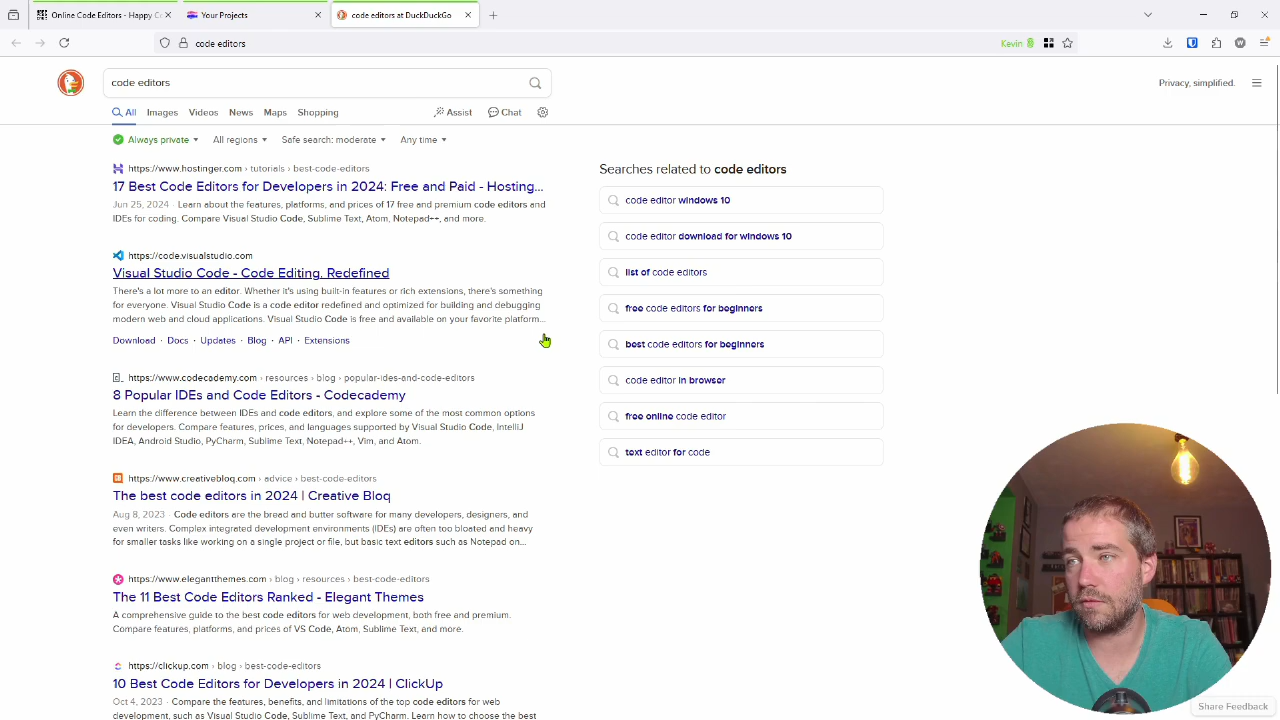 Online Code Editors - Happy Co
Your Projects
code editors at DuckDuckGo
code editors
Kevin
code editors
Privacy, simplified.
All
Images
Videos
News
Maps
Shopping
Assist
Chat
Always private
All regions
Safe search: moderate
Any time
https://www.hostinger.com › tutorials › best-code-editors
17 Best Code Editors for Developers in 2024: Free and Paid - Hosting...
Jun 25, 2024 · Learn about the features, platforms, and prices of 17 free and premium code editors and
IDEs for coding. Compare Visual Studio Code, Sublime Text, Atom, Notepad++, and more.
https://code.visualstudio.com
Visual Studio Code - Code Editing. Redefined
There's a lot more to an editor. Whether it's using built-in features or rich extensions, there's something
for everyone. Visual Studio Code is a code editor redefined and optimized for building and debugging
modern web and cloud applications. Visual Studio Code is free and available on your favorite platform...
Download · Docs · Updates · Blog · API · Extensions
https://www.codecademy.com › resources › blog › popular-ides-and-code-editors
8 Popular IDEs and Code Editors - Codecademy
Learn the difference between IDEs and code editors, and explore some of the most common options
for developers. Compare features, prices, and languages supported by Visual Studio Code, IntelliJ
IDEA, Android Studio, PyCharm, Sublime Text, Notepad++, Vim, and Atom.
https://www.creativebloq.com › advice › best-code-editors
The best code editors in 2024 | Creative Bloq
Aug 8, 2023 · Code editors are the bread and butter software for many developers, designers, and
even writers. Complex integrated development environments (IDEs) are often too bloated and heavy
for smaller tasks like working on a single project or file, but basic text editors such as Notepad on...
https://www.elegantthemes.com › blog › resources › best-code-editors
The 11 Best Code Editors Ranked - Elegant Themes
A comprehensive guide to the best code editors for web development, both free and premium.
Compare features, platforms, and prices of VS Code, Atom, Sublime Text, and more.
https://clickup.com › blog › best-code-editors
10 Best Code Editors for Developers in 2024 | ClickUp
Oct 4, 2023 · Compare the features, benefits, and limitations of the top code editors for web
development, such as Visual Studio Code, Sublime Text, and PyCharm. Learn how to choose the best
Searches related to code editors
code editor windows 10
code editor download for windows 10
list of code editors
free code editors for beginners
best code editors for beginners
code editor in browser
free online code editor
text editor for code
Share Feedback